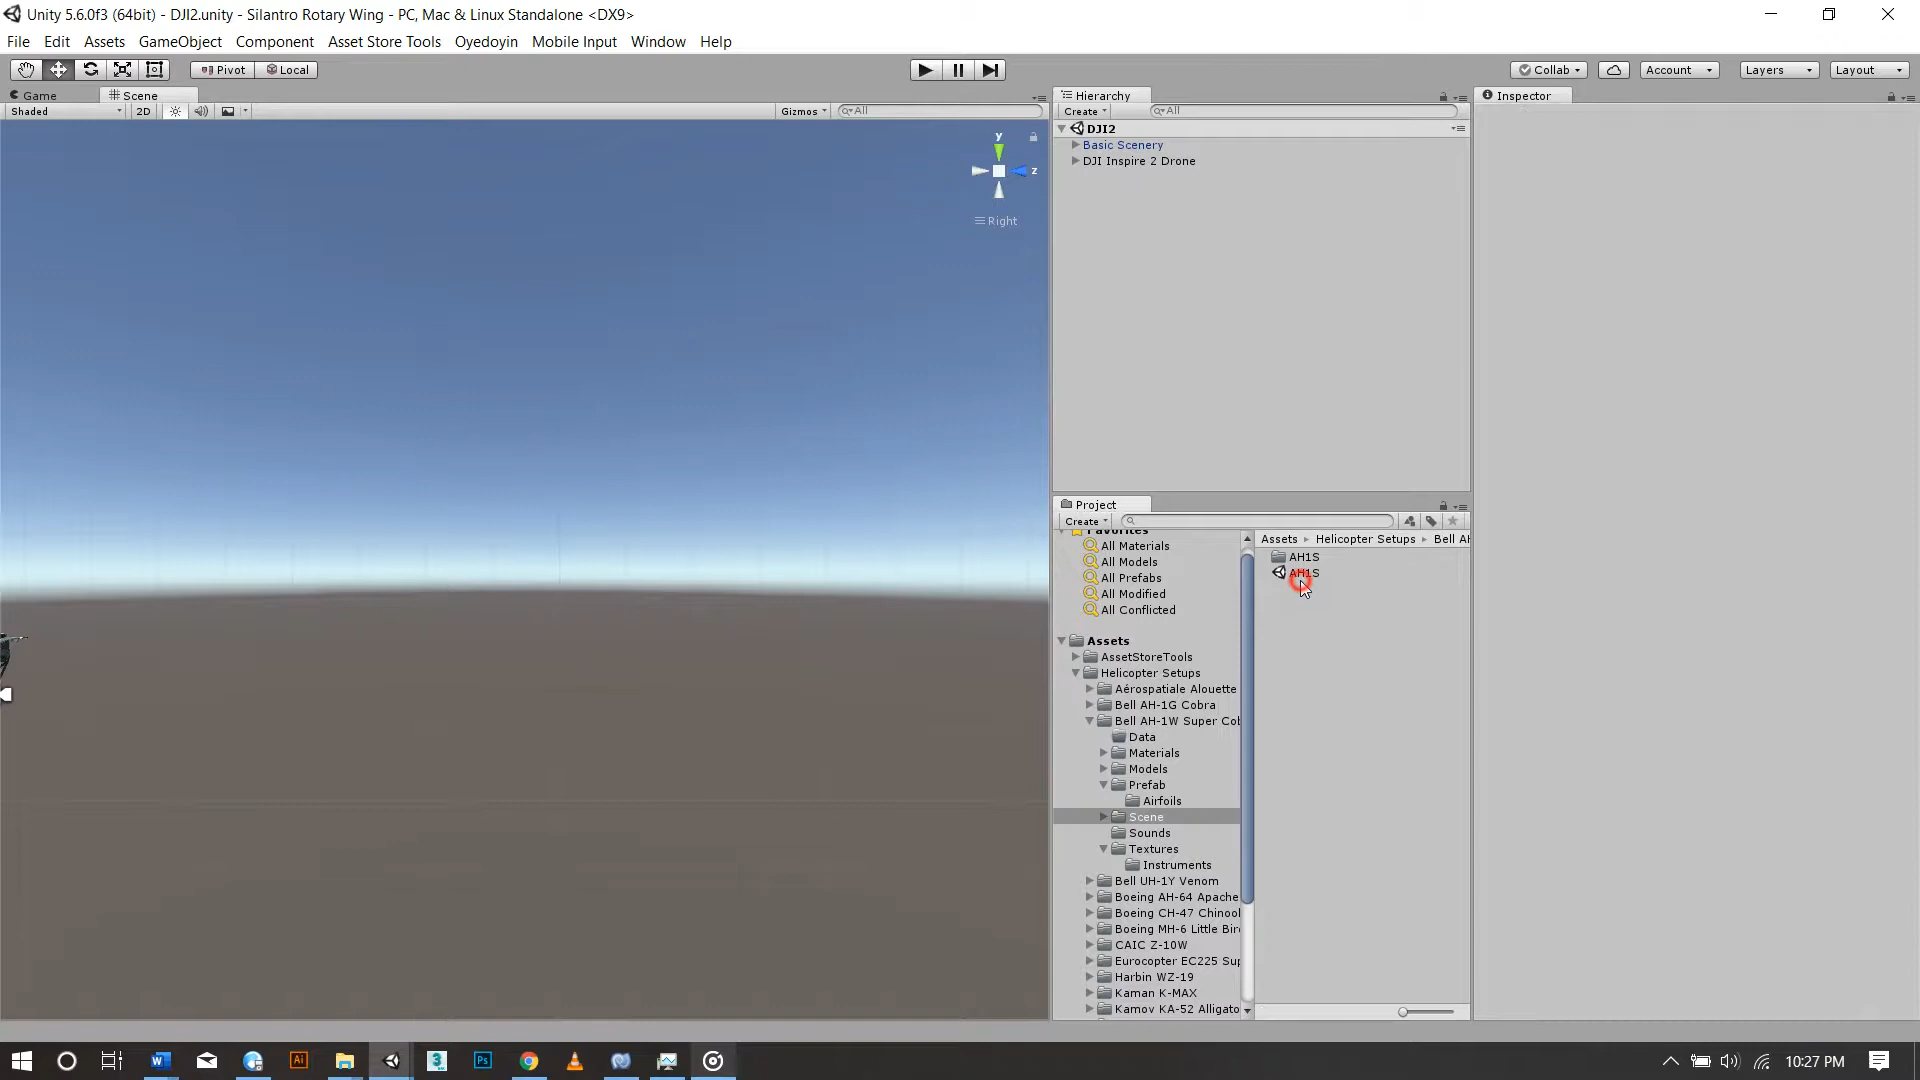 Unity 5.6.0f3 (64bit) - DJI2.unity - Silantro Rotary Wing - PC, Mac & Linux Standalone <DX9>
File Edit Assets GameObject Component Asset Store Tools Oyedoyin Mobile Input Window Help
Pivot Local Collab Account Layers Layout
Game Scene
Shaded 2D Gizmos All
y
z
Right
Hierarchy
Create All
DJI2
Basic Scenery
DJI Inspire 2 Drone
Inspector
Project
Create
Favorites
All Materials
All Models
All Prefabs
All Modified
All Conflicted
Assets
AssetStoreTools
Helicopter Setups
Aérospatiale Alouette
Bell AH-1G Cobra
Bell AH-1W Super Cob
Data
Materials
Models
Prefab
Airfoils
Scene
Sounds
Textures
Instruments
Bell UH-1Y Venom
Boeing AH-64 Apache
Boeing CH-47 Chinool
Boeing MH-6 Little Bir
CAIC Z-10W
Eurocopter EC225 Sup
Harbin WZ-19
Kaman K-MAX
Kamov KA-52 Alligato
Assets Helicopter Setups Bell AH
AH1S
AH1S
W Ai 3 Ps
10:27 PM